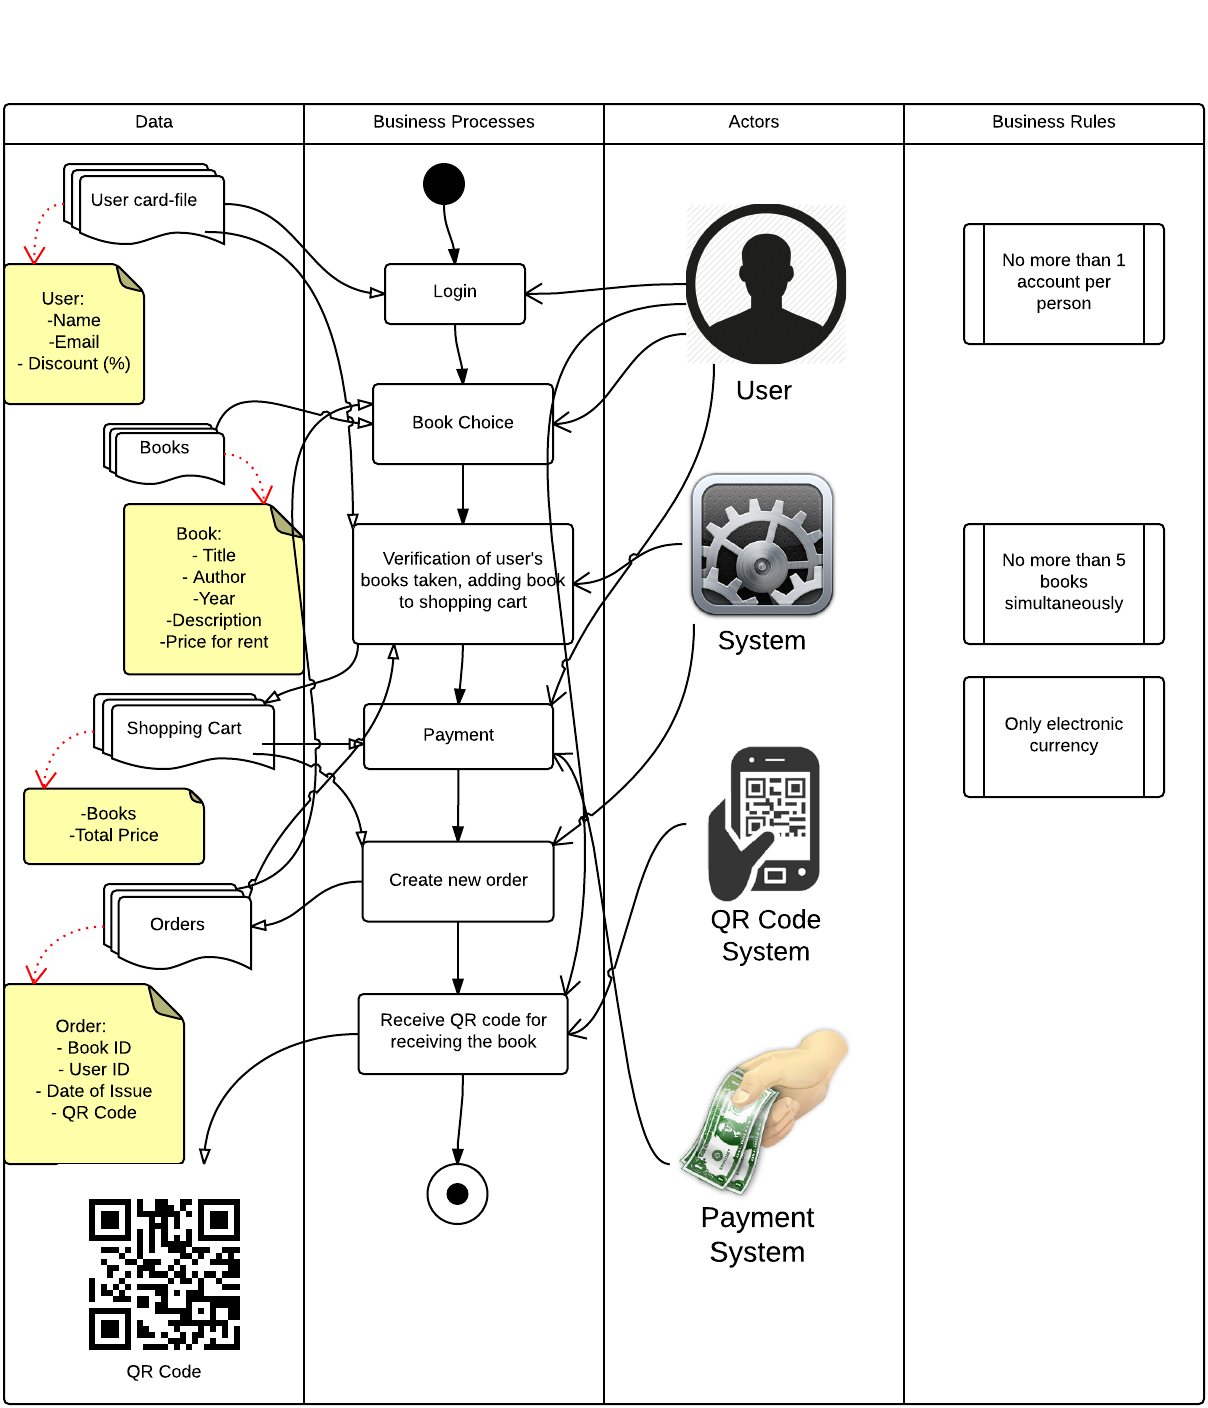 Data
Business Processes
Actors
Business Rules
User card-file
User:
-Name
-Email
- Discount (%)
Books
Book:
- Title
- Author
-Year
-Description
-Price for rent
Shopping Cart
-Books
-Total Price
Orders
Order:
- Book ID
- User ID
- Date of Issue
- QR Code
QR Code
Login
Book Choice
Verification of user's
books taken, adding book
to shopping cart
Payment
Create new order
Receive QR code for
receiving the book
User
System
QR Code
System
Payment
System
No more than 1
account per
person
No more than 5
books
simultaneously
Only electronic
currency